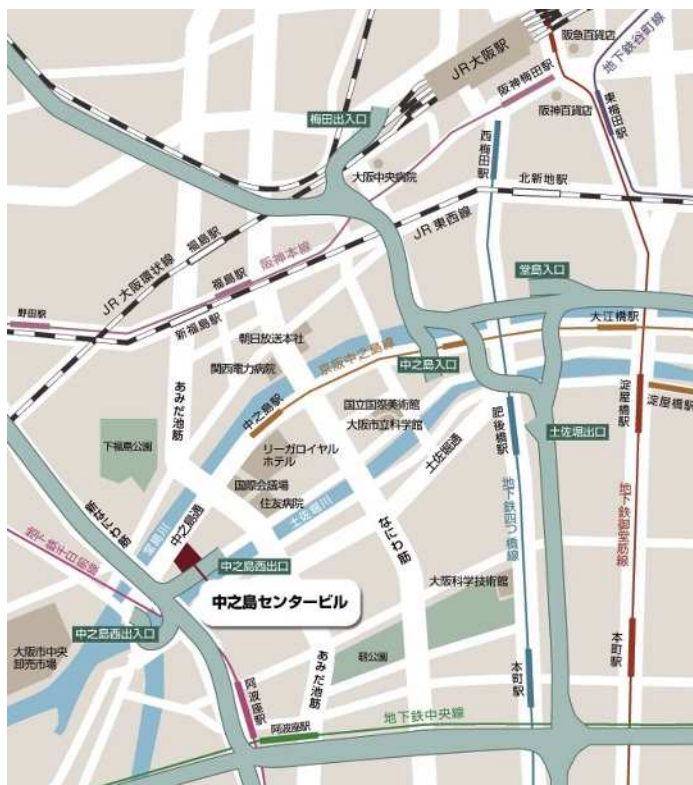 JR大阪駅
阪急百貨店
地下鉄谷町線
阪神梅田駅
阪神百貨店
東梅田駅
梅田出入口
西梅田駅
大阪中央病院
北新地駅
JR東西線
福島駅
阪神本線
JR大阪環状線
福島駅
野田駅
新福島駅
堂島入口
大江橋駅
朝日放送本社
京阪中之島線
中之島入口
関西電力病院
あみだ池筋
中之島駅
国立国際美術館
大阪市立科学館
淀屋橋駅
淀屋橋駅
肥後橋駅
土佐堀出口
下福島公園
リーガロイヤル
ホテル
土佐堀通
国際会議場
住友病院
土佐堀川
新なにわ筋
堂島川
中之島通
なにわ筋
地下鉄四つ橋線
地下鉄御堂筋線
地下鉄千日前線
中之島西出口
大阪科学技術館
中之島センタービル
中之島西出入口
大阪市中央
卸売市場
あみだ池筋
靱公園
本町駅
本町駅
阿波座駅
阿波座駅
地下鉄中央線